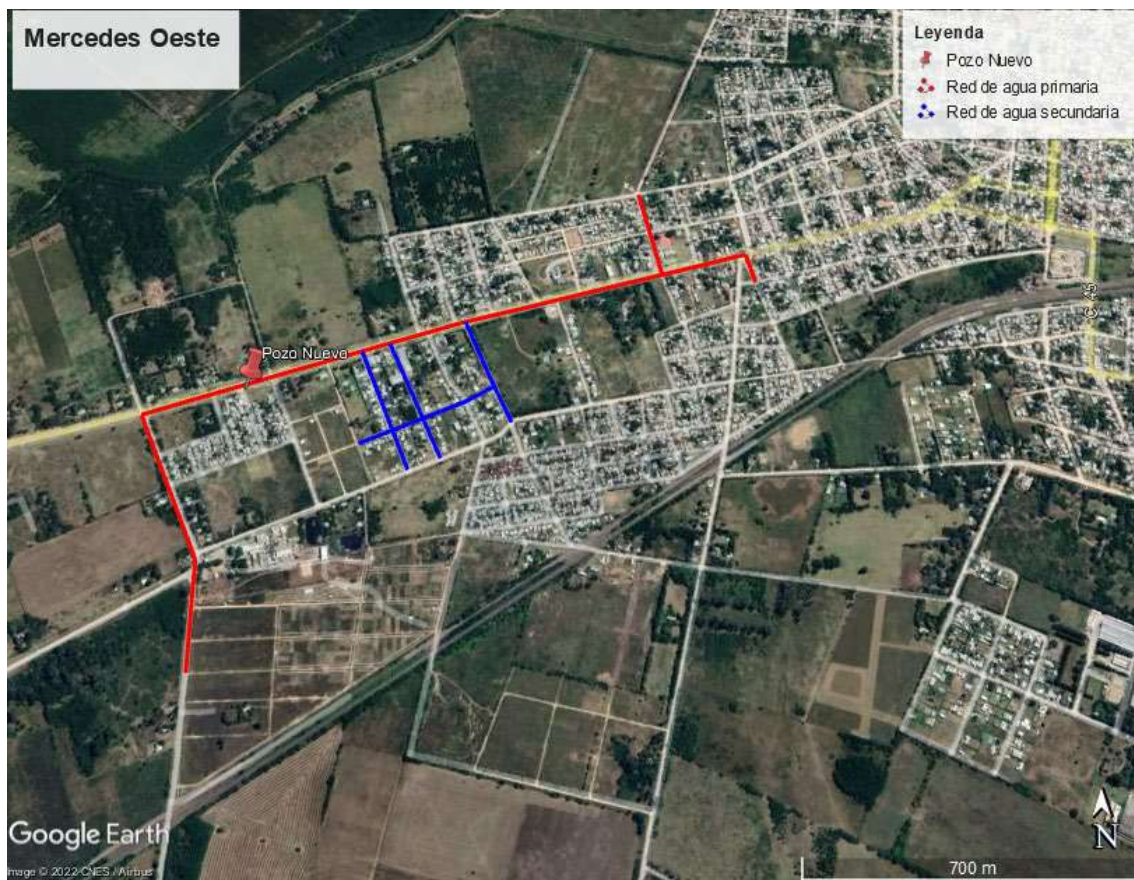 Mercedes Oeste
Leyenda
Pozo Nuevo
Red de agua primaria
Red de agua secundaria
Pozo Nuevo
Google Earth
N
Image © 2022 CNES / Airbus
700 m